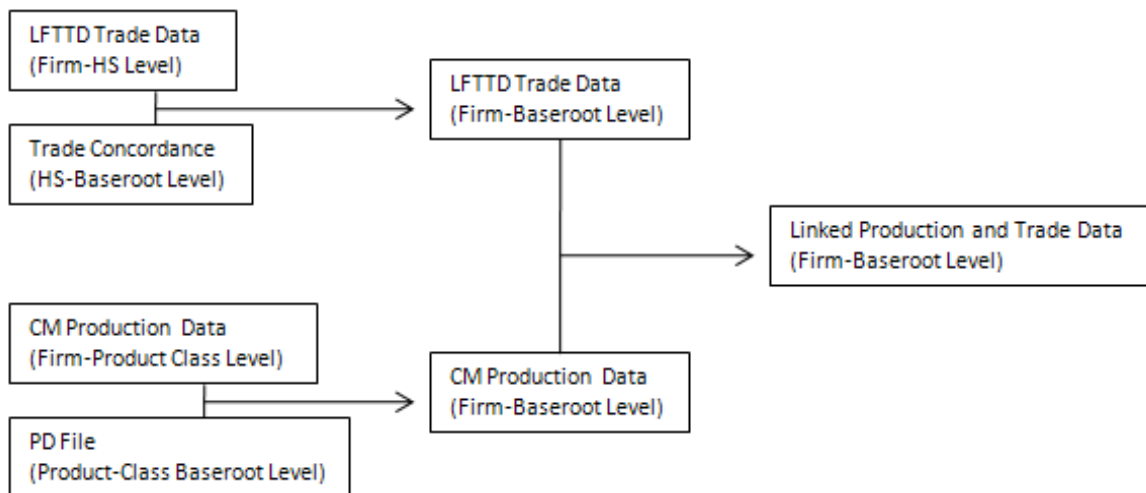 LFTTD Trade Data
(Firm-HS Level)
Trade Concordance
(HS-Baseroot Level)
LFTTD Trade Data
(Firm-Baseroot Level)
Linked Production and Trade Data
(Firm-Baseroot Level)
CM Production Data
(Firm-Product Class Level)
PD File
(Product-Class Baseroot Level)
CM Production Data
(Firm-Baseroot Level)